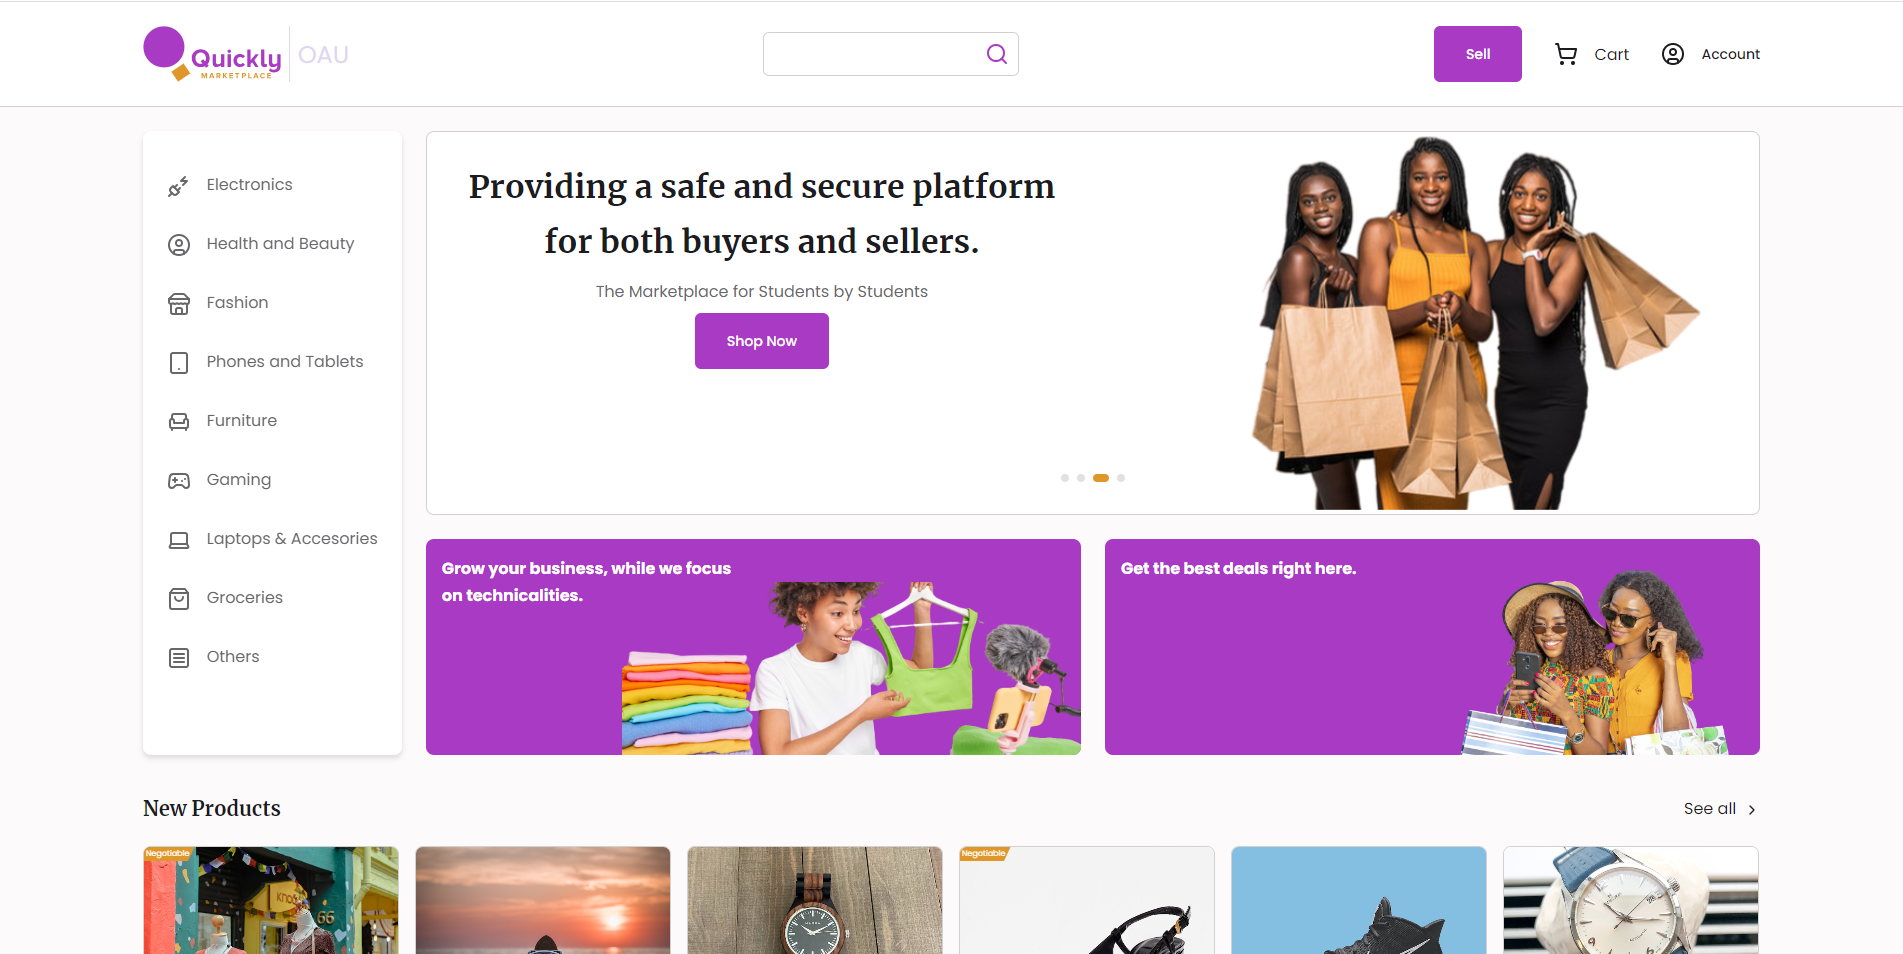 Quickly
MARKETPLACE
OAU
Sell
Cart
Account
Electronics
Health and Beauty
Fashion
Phones and Tablets
Furniture
Gaming
Laptops & Accesories
Groceries
Others
Providing a safe and secure platform
for both buyers and sellers.
The Marketplace for Students by Students
Shop Now
Grow your business, while we focus
on technicalities.
Get the best deals right here.
New Products
See all
Negotiable
66
Negotiable